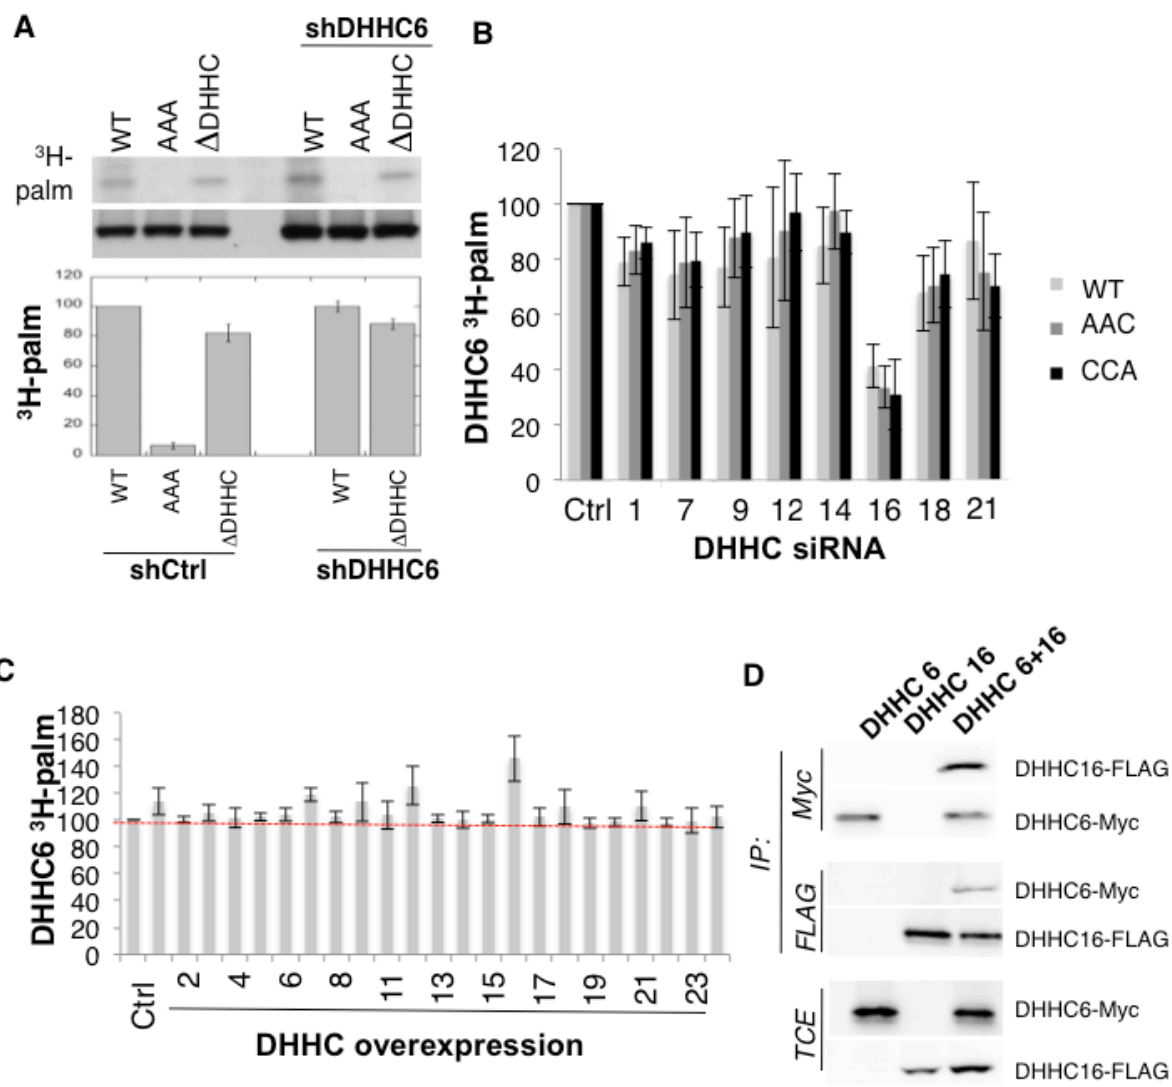 A
shDHHC6
WT
AAA
ΔDHHC
WT
AAA
ΔDHHC
³H-
palm
120
100
80
60
40
20
0
³H-palm
WT
AAA
ΔDHHC
WT
ΔDHHC
shCtrl
shDHHC6
B
120
100
80
60
40
20
0
DHHC6 ³H-palm
Ctrl 1 7 9 12 14 16 18 21
DHHC siRNA
WT
AAC
CCA
C
180
160
140
120
100
80
60
40
20
0
DHHC6 ³H-palm
Ctrl 2 4 6 8 11 13 15 17 19 21 23
DHHC overexpression
D
DHHC 6
DHHC 16
DHHC 6+16
IP:
Myc
DHHC16-FLAG
DHHC6-Myc
FLAG
DHHC6-Myc
DHHC16-FLAG
TCE
DHHC6-Myc
DHHC16-FLAG